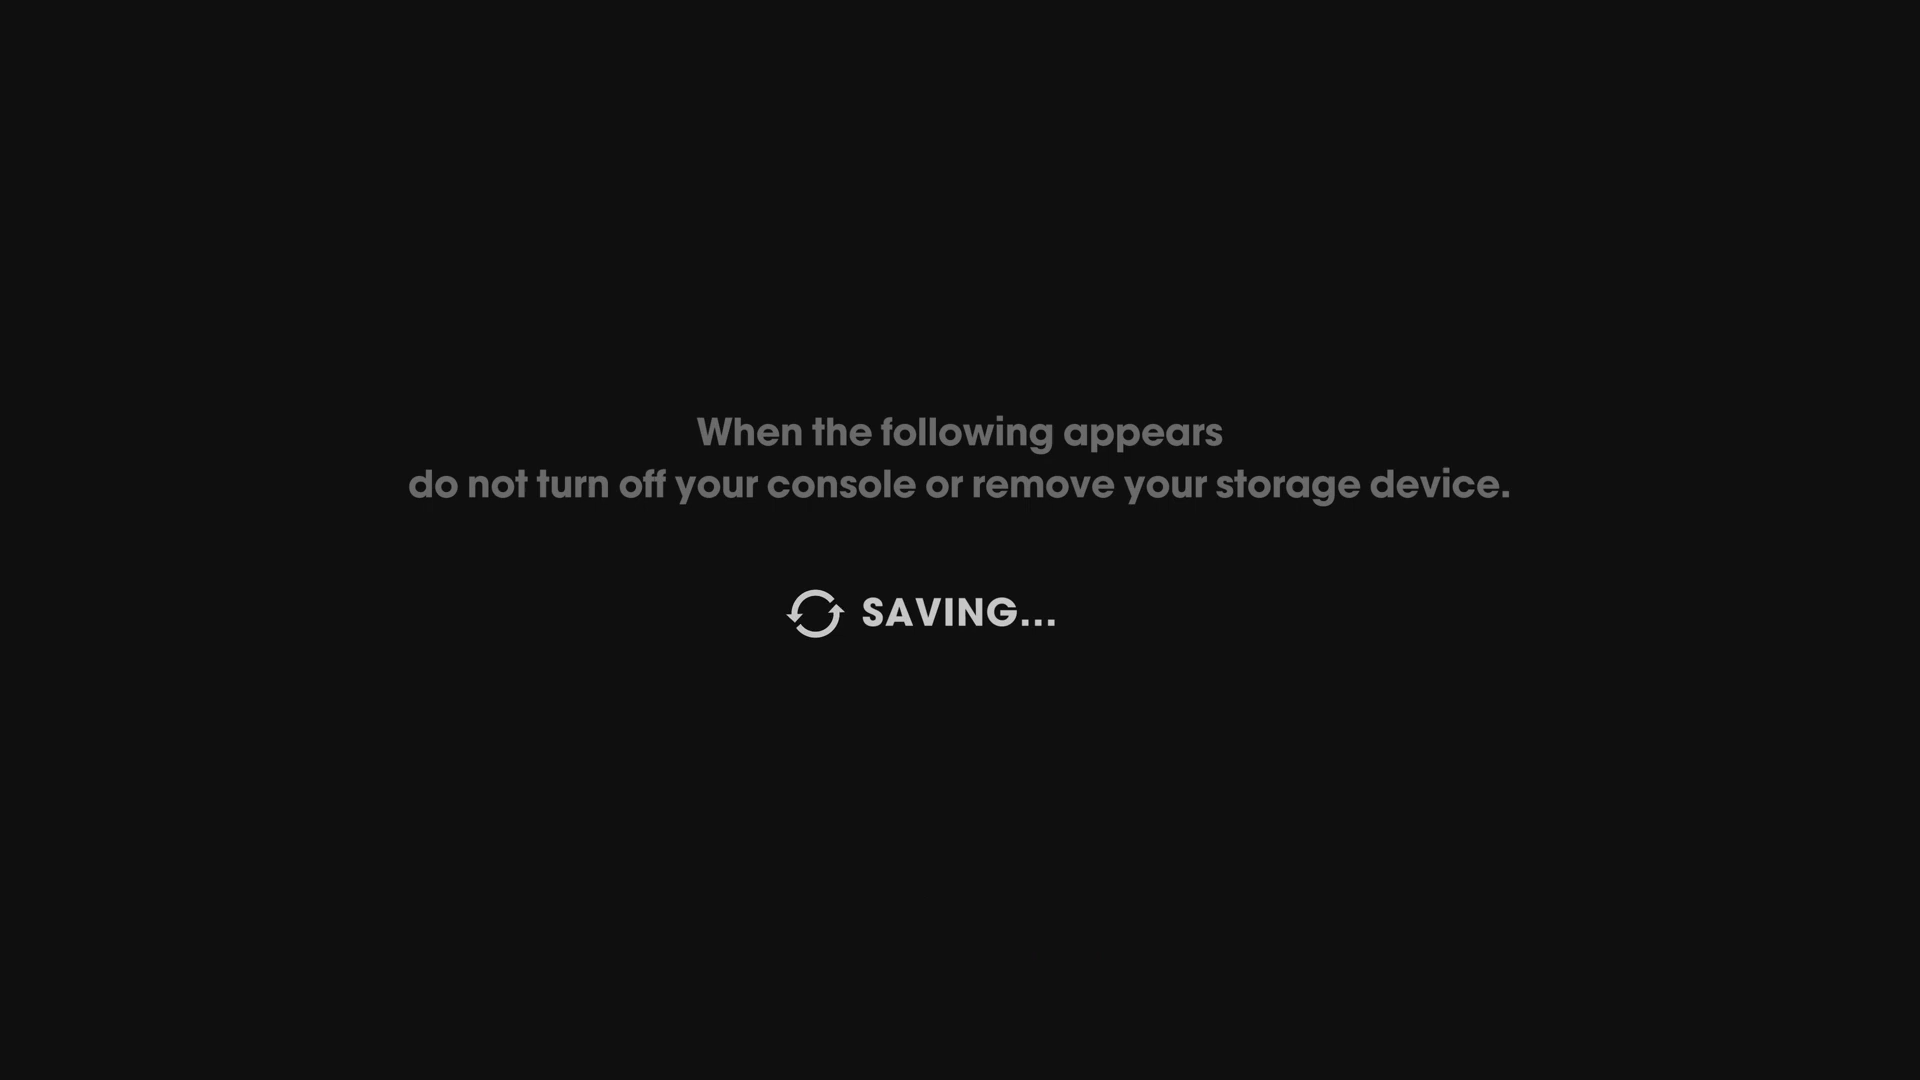 When the following appears
do not turn off your console or remove your storage device.
SAVING...